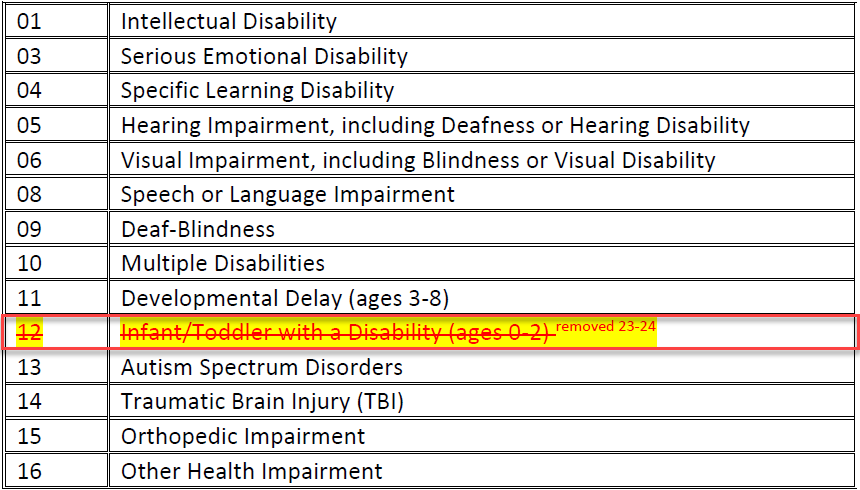 01 Intellectual Disability
03 Serious Emotional Disability
04 Specific Learning Disability
05 Hearing Impairment, including Deafness or Hearing Disability
06 Visual Impairment, including Blindness or Visual Disability
08 Speech or Language Impairment
09 Deaf-Blindness
10 Multiple Disabilities
11 Developmental Delay (ages 3-8)
12 Infant/Toddler with a Disability (ages 0-2) removed 23-24
13 Autism Spectrum Disorders
14 Traumatic Brain Injury (TBI)
15 Orthopedic Impairment
16 Other Health Impairment